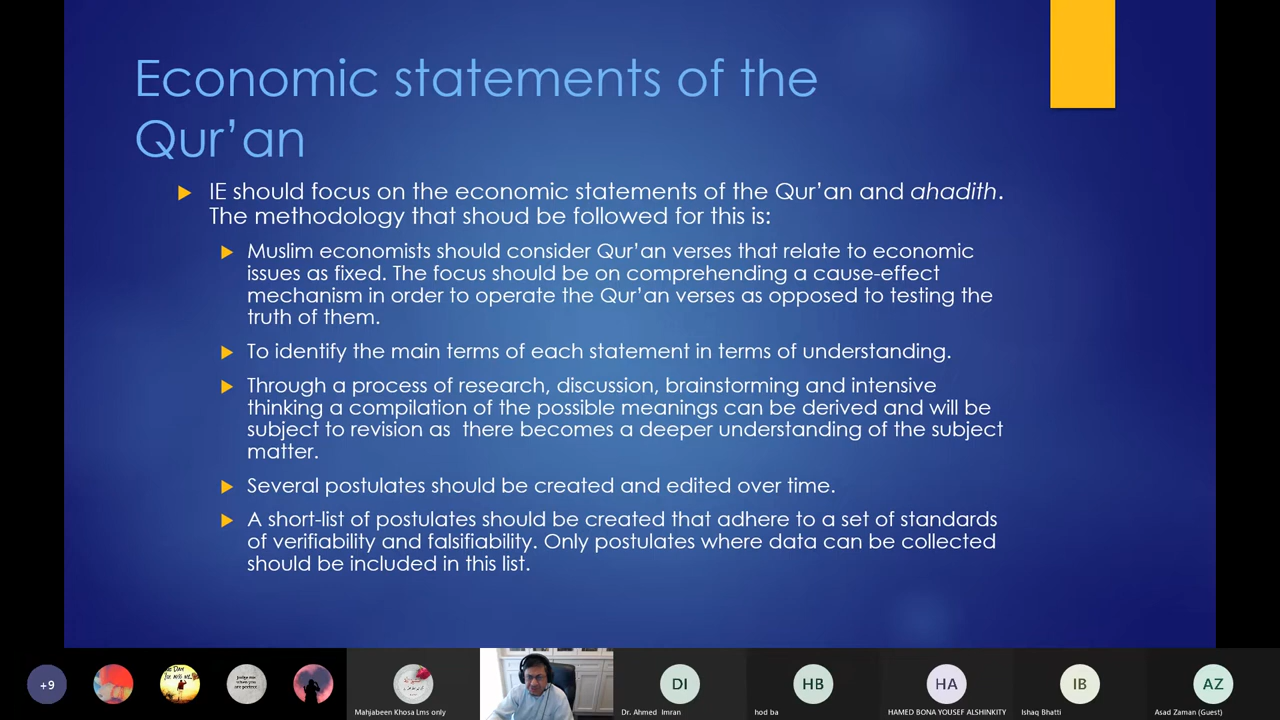 Economic statements of the
Qur’an
IE should focus on the economic statements of the Qur’an and ahadith.
The methodology that shoud be followed for this is:
Muslim economists should consider Qur’an verses that relate to economic
issues as fixed. The focus should be on comprehending a cause-effect
mechanism in order to operate the Qur’an verses as opposed to testing the
truth of them.
To identify the main terms of each statement in terms of understanding.
Through a process of research, discussion, brainstorming and intensive
thinking a compilation of the possible meanings can be derived and will be
subject to revision as there becomes a deeper understanding of the subject
matter.
Several postulates should be created and edited over time.
A short-list of postulates should be created that adhere to a set of standards
of verifiability and falsifiability. Only postulates where data can be collected
should be included in this list.
+9
DI
HB
HA
IB
AZ
Mahjabeen Khosa Lms only
Dr. Ahmed Imran
hod ba
HAMED BONA YOUSEF ALSHINKITY
Ishaq Bhatti
Asad Zaman (Guest)